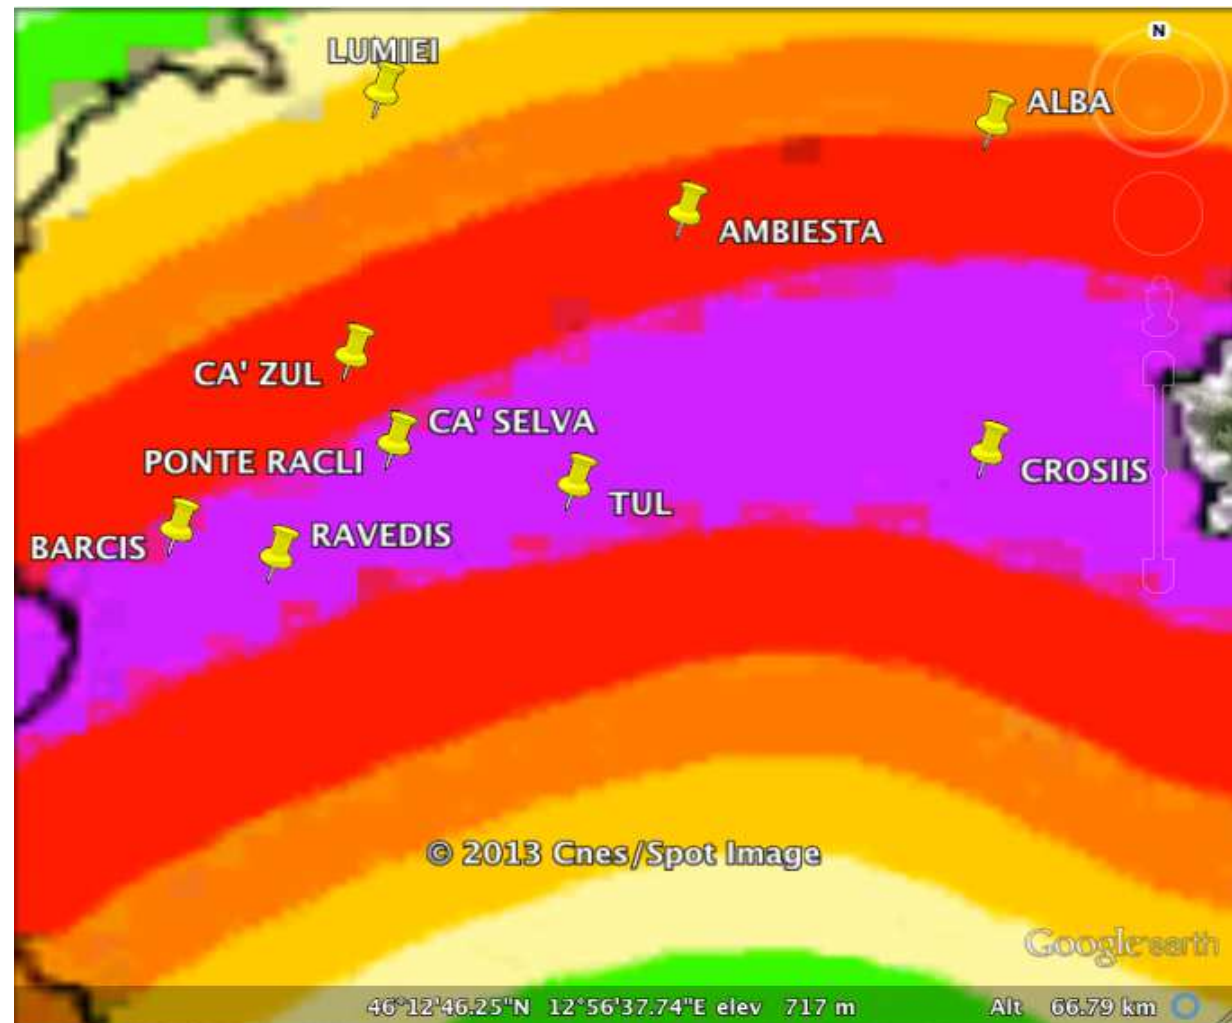 N
LUMIEI
ALBA
AMBIESTA
CA' ZUL
CA' SELVA
PONTE RACLI
CROSIIS
TUL
RAVEDIS
BARCIS
© 2013 Cnes/Spot Image
Google earth
46°12'46.25"N 12°56'37.74"E elev 717 m Alt 66.79 km